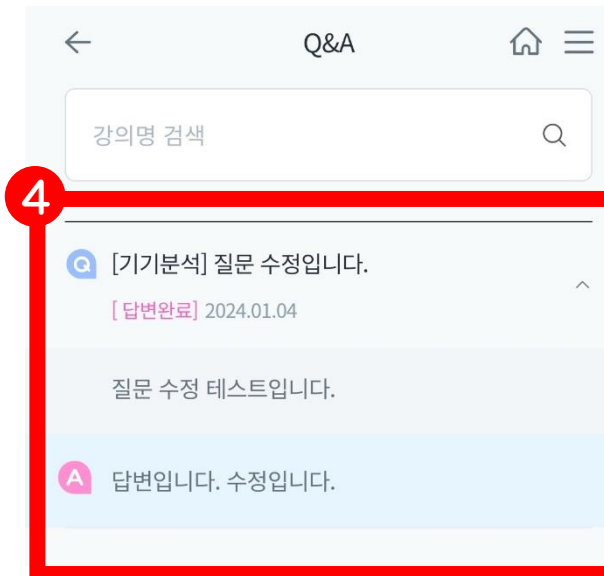 Q&A
강의명 검색
4
Q [기기분석] 질문 수정입니다.
[ 답변완료] 2024.01.04
질문 수정 테스트입니다.
A 답변입니다. 수정입니다.